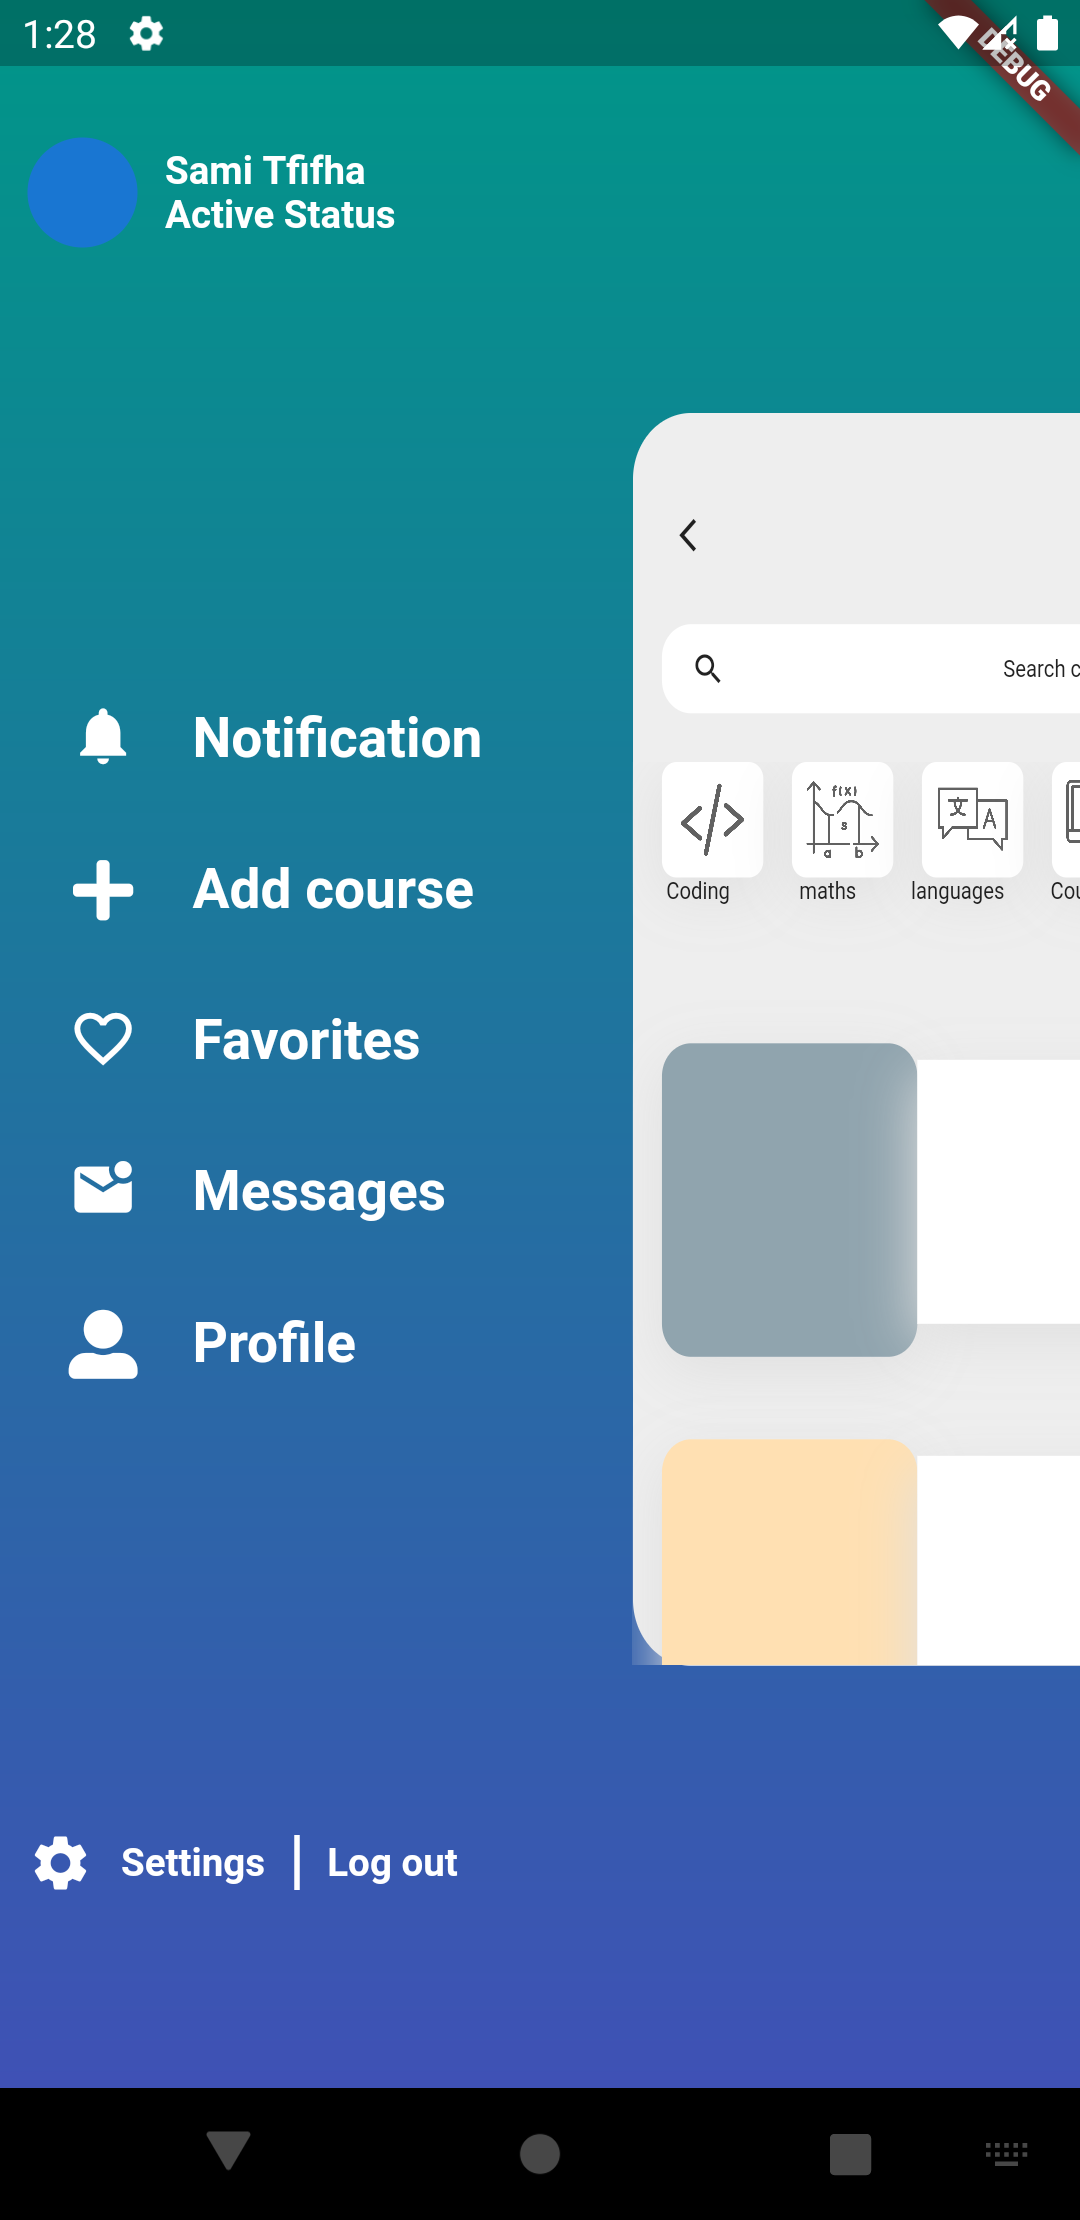 1:28
DEBUG
Sami Tfifha
Active Status
Search c
f(x)
s
a b
文 A
Coding maths languages Cou
Notification
Add course
Favorites
Messages
Profile
Settings | Log out